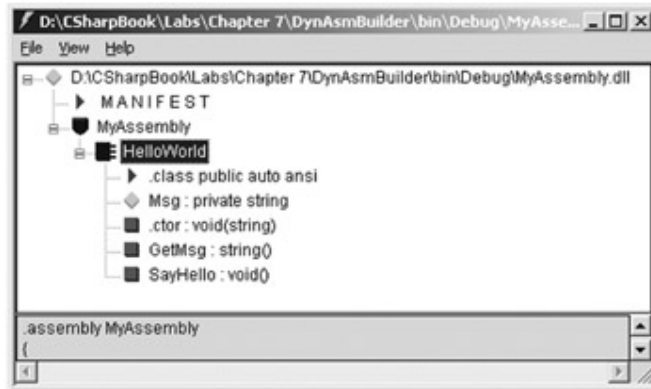 D:\CSharpBook\Labs\Chapter 7\DynAsmBuilder\bin\Debug\MyAsse...
File View Help
D:\CSharpBook\Labs\Chapter 7\DynAsmBuilder\bin\Debug\MyAssembly.dll
M A N I F E S T
MyAssembly
HelloWorld
.class public auto ansi
Msg : private string
.ctor : void(string)
GetMsg : string()
SayHello : void()
.assembly MyAssembly
{